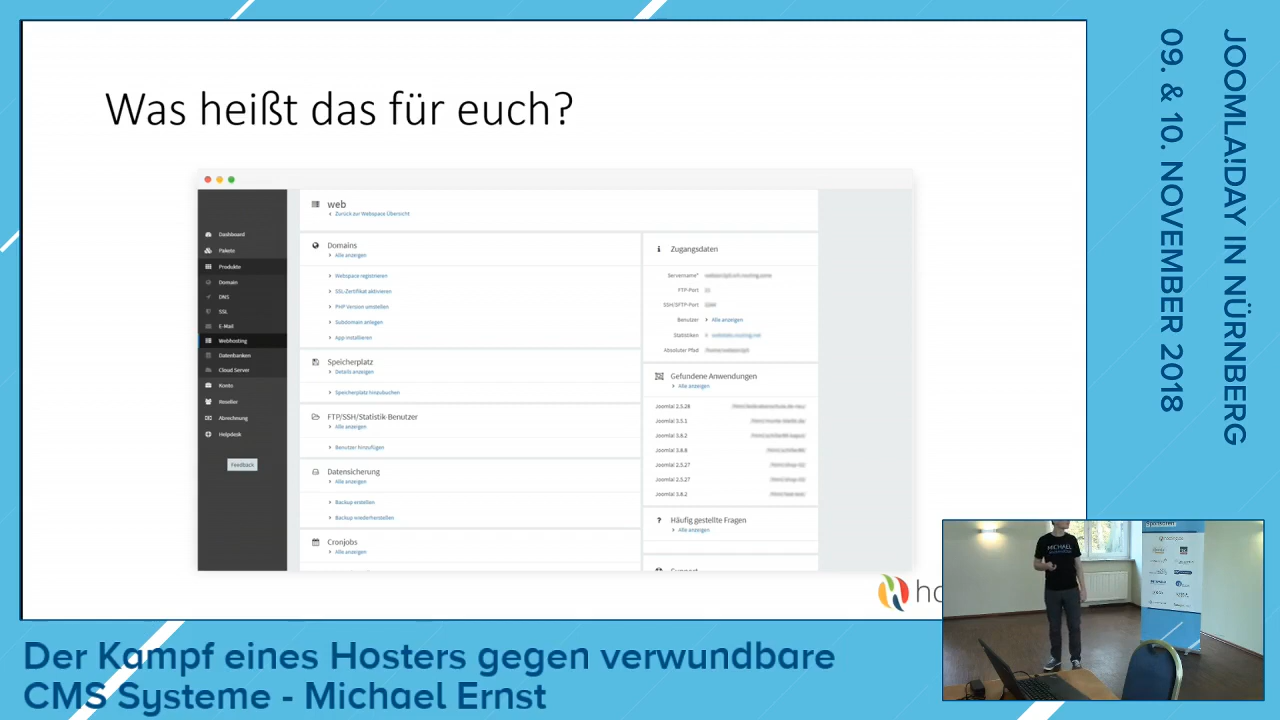 Was heißt das für euch?
Dashboard
Pakete
Produkte
Domain
DNS
SSL
E-Mail
Webhosting
Datenbanken
Cloud Server
Konto
Reseller
Abrechnung
Helpdesk
Feedback
web
Zurück zur Webspace Übersicht
Domains
Alle anzeigen
Webspace registrieren
SSL-Zertifikat aktivieren
PHP Version umstellen
Subdomain anlegen
App installieren
Speicherplatz
Details anzeigen
Speicherplatz hinzubuchen
FTP/SSH/Statistik-Benutzer
Alle anzeigen
Benutzer hinzufügen
Datensicherung
Alle anzeigen
Backup erstellen
Backup wiederherstellen
Cronjobs
Alle anzeigen
Zugangsdaten
Servername*
FTP-Port
SSH/SFTP-Port
Benutzer Alle anzeigen
Statistiken
Absoluter Pfad
Gefundene Anwendungen
Alle anzeigen
Joomla! 2.5.28
Joomla! 3.5.1
Joomla! 3.8.2
Joomla! 3.8.8
Joomla! 2.5.27
Joomla! 2.5.27
Joomla! 3.8.2
Häufig gestellte Fragen
Alle anzeigen
Support
ho
MICHAEL
JOOMLA!DAY IN NÜRNBERG
09. & 10. NOVEMBER 2018
Der Kampf eines Hosters gegen verwundbare
CMS Systeme - Michael Ernst